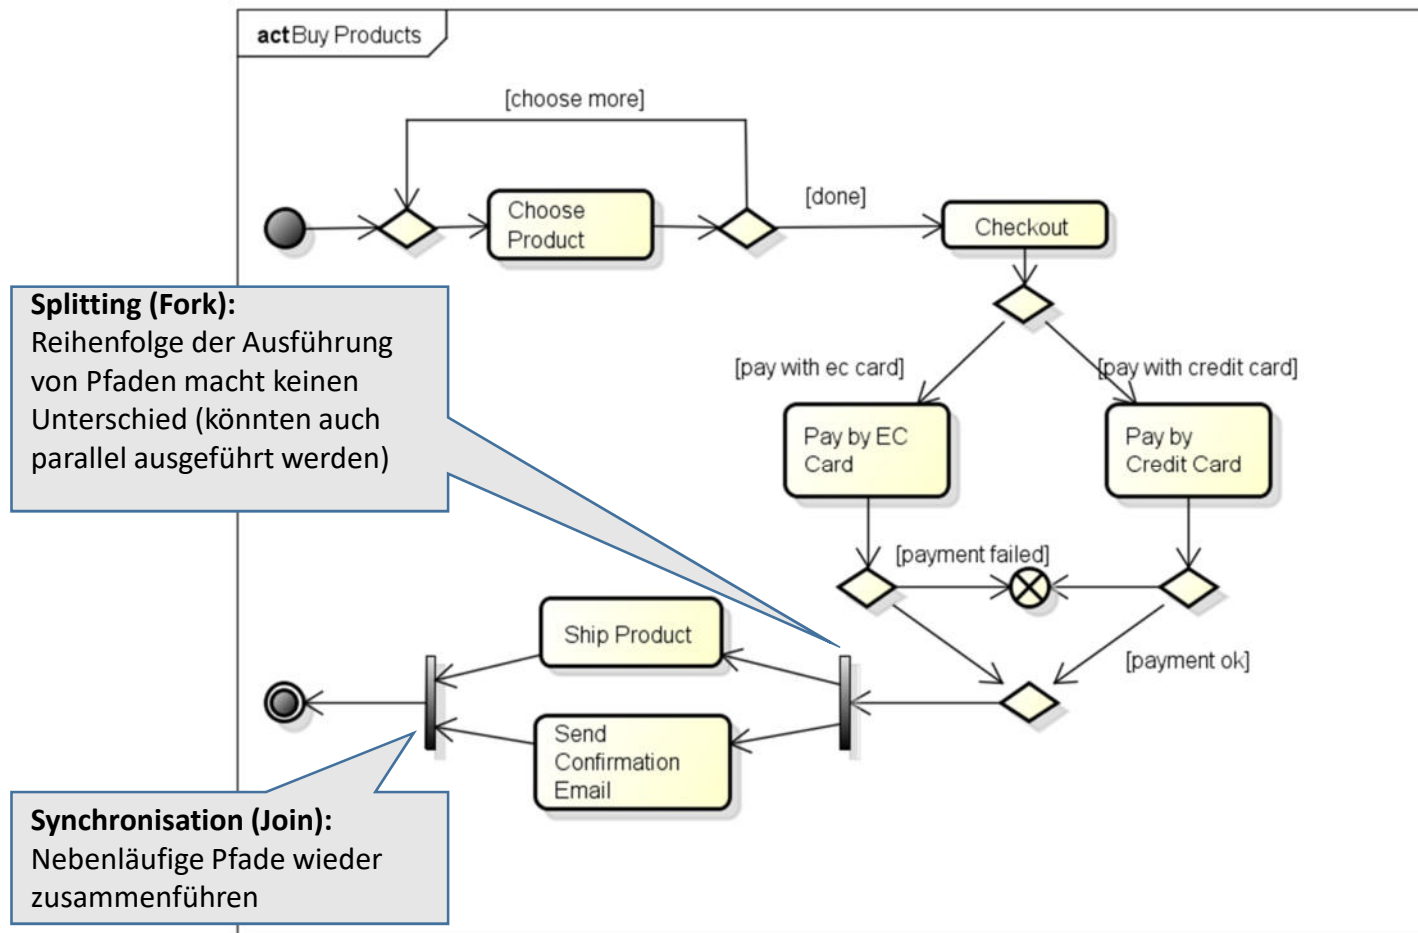 act Buy Products
[choose more]
[done]
Choose
Product
Checkout
Splitting (Fork):
Reihenfolge der Ausführung
von Pfaden macht keinen
Unterschied (könnten auch
parallel ausgeführt werden)
[pay with ec card]
[pay with credit card]
Pay by EC
Card
Pay by
Credit Card
[payment failed]
Ship Product
[payment ok]
Send
Confirmation
Email
Synchronisation (Join):
Nebenläufige Pfade wieder
zusammenführen